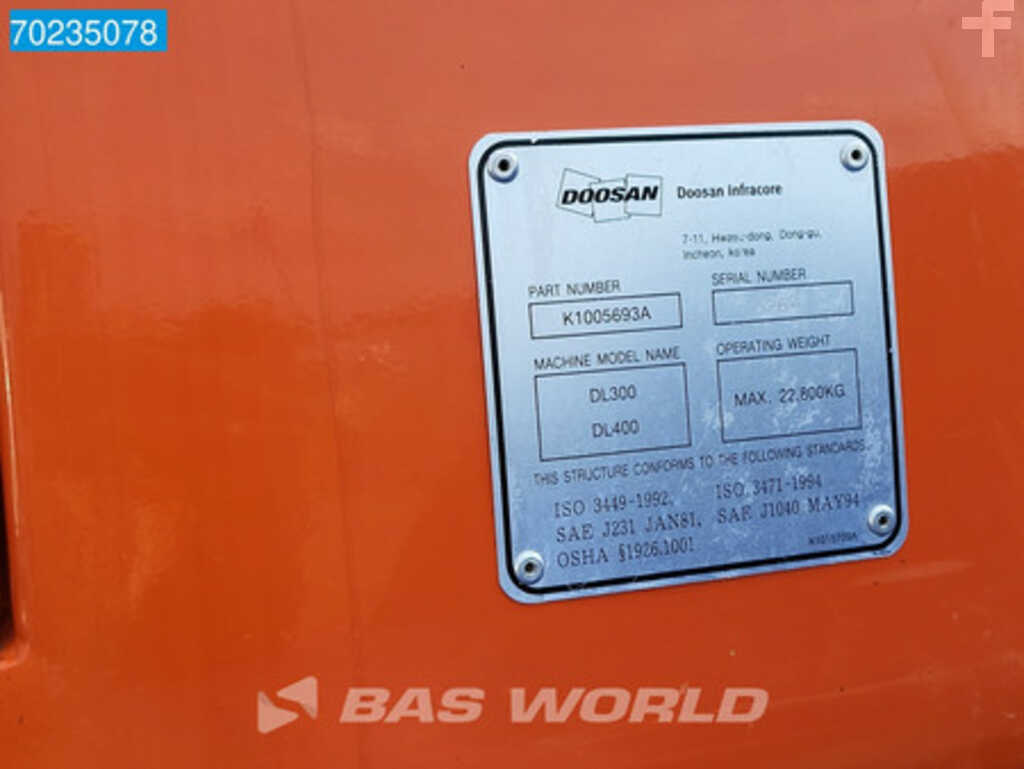 70235078
f
DOOSAN Doosan Infracore
7-11, Hwasu-dong, Dong-gu,
Incheon, korea
PART NUMBER SERIAL NUMBER
K1005693A
MACHINE MODEL NAME OPERATING WEIGHT
DL300
MAX. 22,800KG
DL400
THIS STRUCTURE CONFORMS TO THE FOLLOWING STANDARDS
ISO 3449-1992, ISO 3471-1994
SAE J231 JAN81, SAE J1040 MAY94
OSHA §1926.1001
BAS WORLD